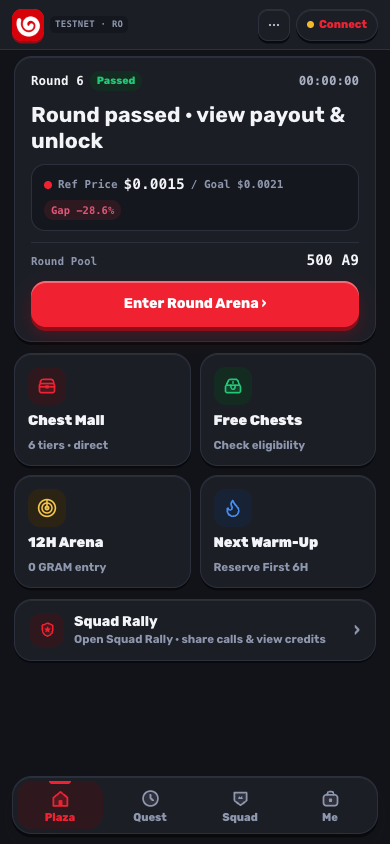 TESTNET · RO
···
Connect
Round 6 Passed 00:00:00
Round passed · view payout &
unlock
Ref Price $0.0015 / Goal $0.0021
Gap −28.6%
Round Pool 500 A9
Enter Round Arena ›
Chest Mall
6 tiers · direct
Free Chests
Check eligibility
12H Arena
0 GRAM entry
Next Warm-Up
Reserve First 6H
Squad Rally
Open Squad Rally · share calls & view credits
›
Plaza Quest Squad Me